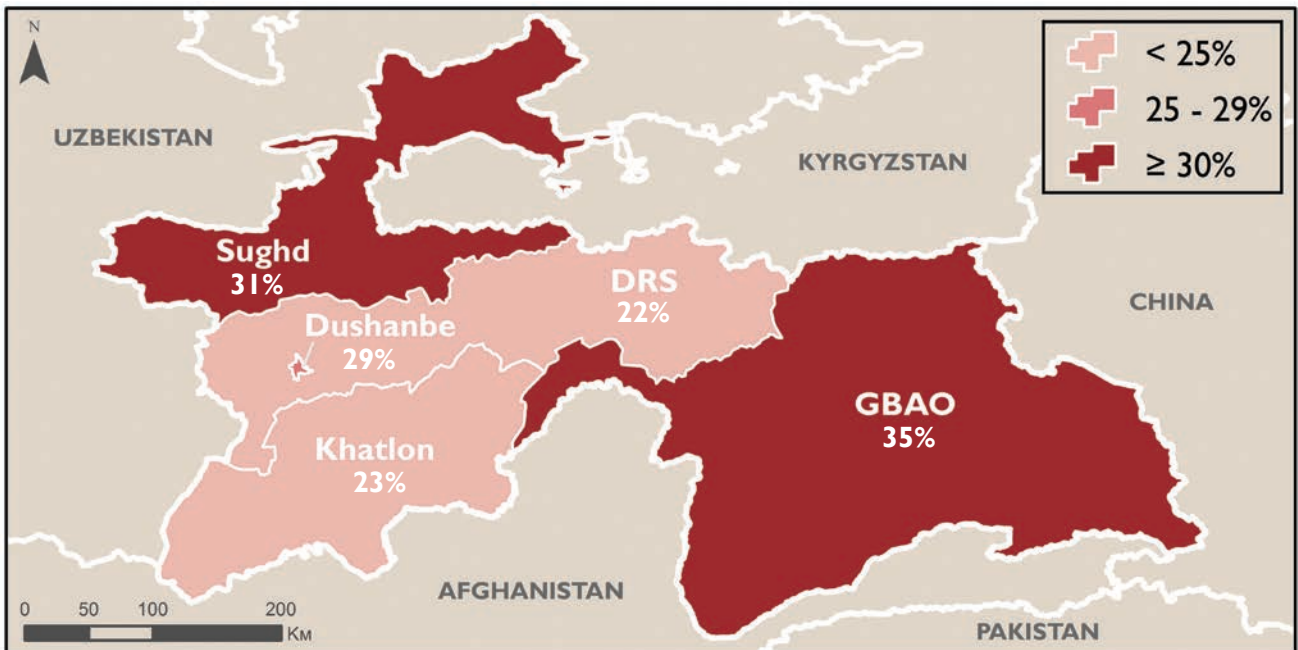 N
< 25%
25 - 29%
≥ 30%
UZBEKISTAN
KYRGYZSTAN
Sughd
31%
DRS
22%
CHINA
Dushanbe
29%
GBAO
35%
Khatlon
23%
AFGHANISTAN
0 50 100 200
Км
PAKISTAN